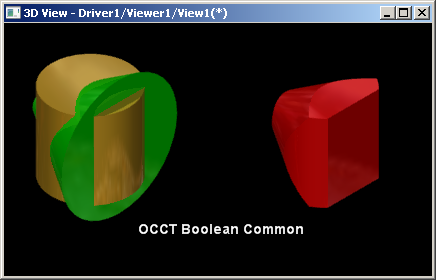 3D View - Driver1/Viewer1/View1(*)
OCCT Boolean Common